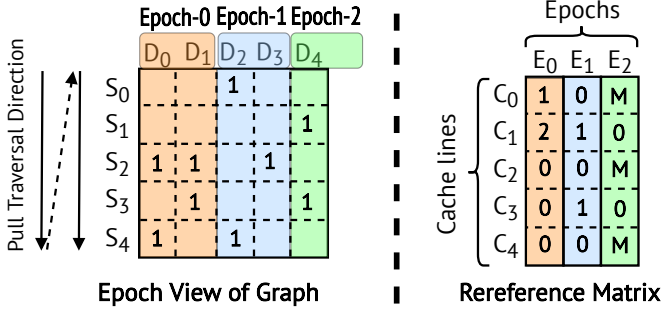 Epoch-0 Epoch-1 Epoch-2
D0 D1 D2 D3 D4
S0 1
S1 1
S2 1 1 1
S3 1 1
S4 1 1
Pull Traversal Direction
Epoch View of Graph
Epochs
E0 E1 E2
C0 1 0 M
C1 2 1 0
C2 0 0 M
C3 0 1 0
C4 0 0 M
Cache lines
Rereference Matrix